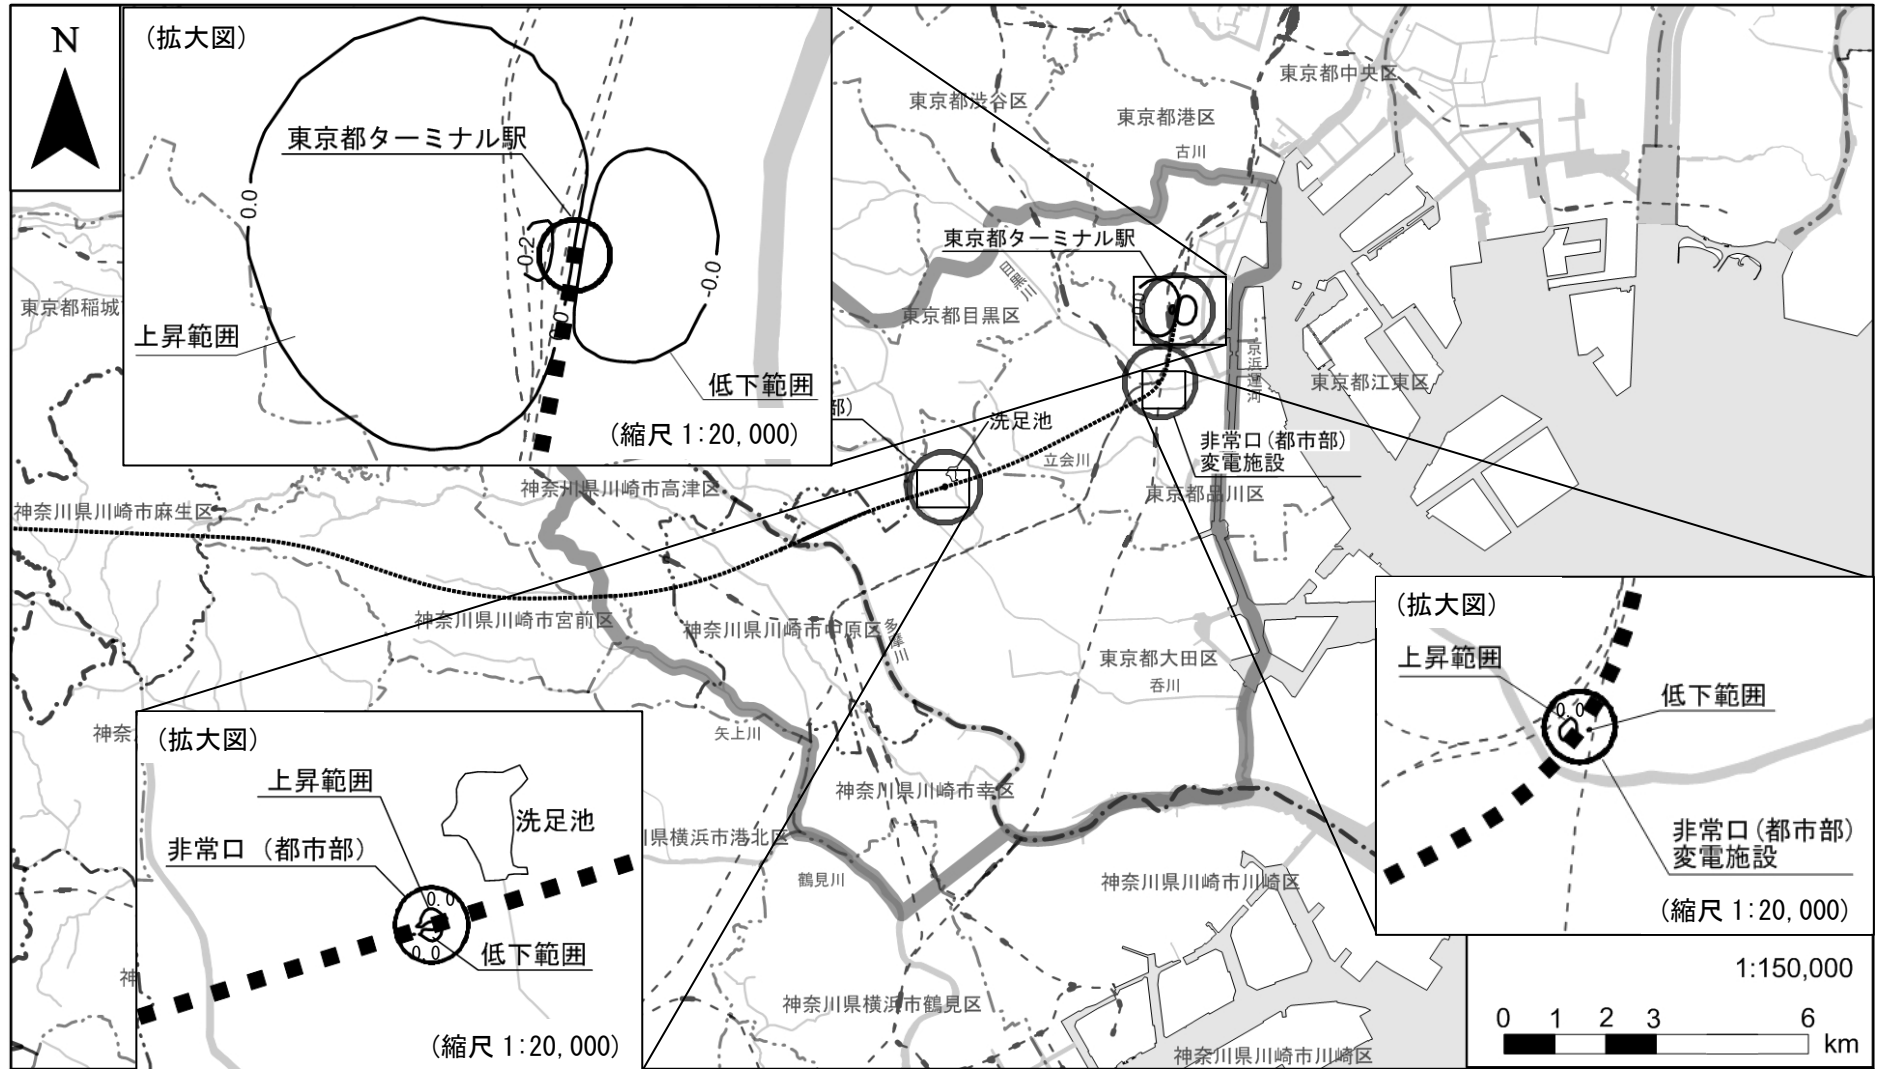 N
(拡大図)
東京都ターミナル駅
0.0
-0.2
-0.0
0.0
上昇範囲
低下範囲
(縮尺 1:20,000)
東京都中央区
東京都渋谷区
東京都港区
古川
東京都ターミナル駅
0.0
目黒川
東京都稲城
東京都目黒区
京浜運河
東京都江東区
部)
洗足池
非常口(都市部)
変電施設
立会川
東京都品川区
神奈川県川崎市高津区
神奈川県川崎市麻生区
神奈川県川崎市宮前区
神奈川県川崎市中原区
多摩川
東京都大田区
呑川
(拡大図)
上昇範囲
0.0
低下範囲
非常口(都市部)
変電施設
(縮尺 1:20,000)
神奈
矢上川
(拡大図)
上昇範囲
洗足池
非常口(都市部)
0.0
0.0
低下範囲
(縮尺 1:20,000)
神
神奈川県川崎市幸区
川県横浜市港北区
鶴見川
神奈川県川崎市川崎区
神奈川県横浜市鶴見区
神奈川県川崎市川崎区
1:150,000
0 1 2 3 6
km